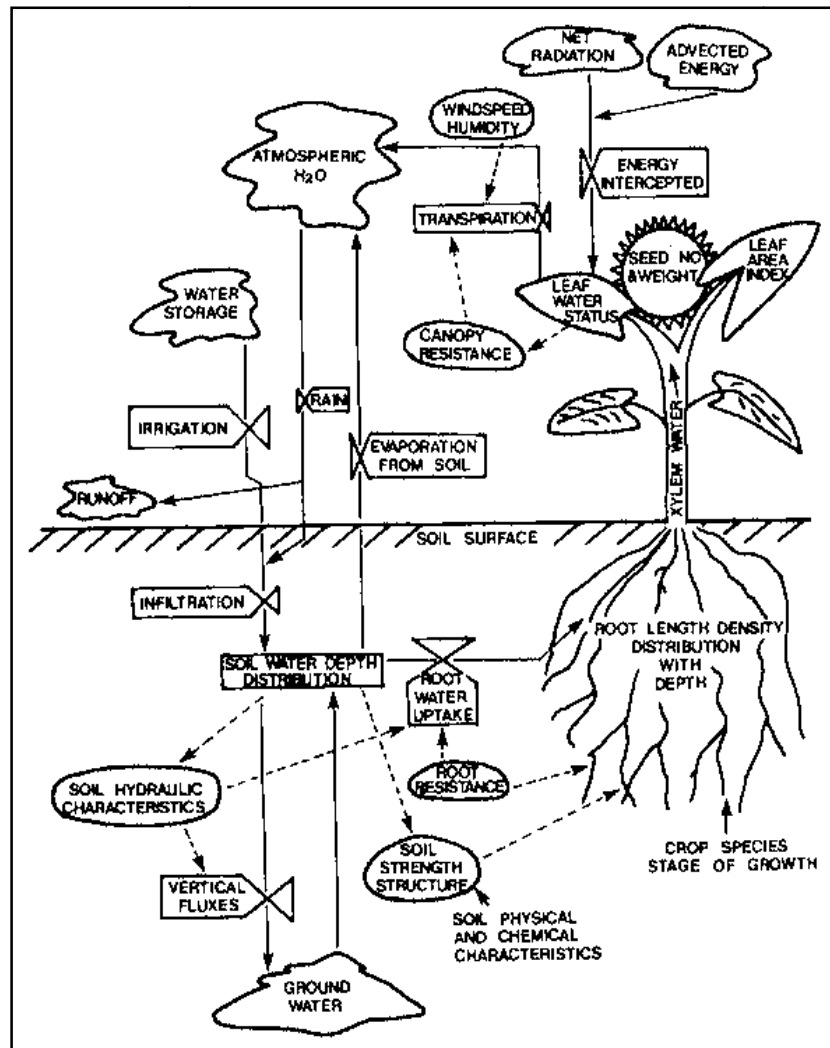 NET
RADIATION
ADVECTED
ENERGY
WINDSPEED
HUMIDITY
ATMOSPHERIC
H₂O
ENERGY
INTERCEPTED
TRANSPIRATION
SEED NO
&WEIGHT
LEAF
AREA
INDEX
LEAF
WATER
STATUS
WATER
STORAGE
CANOPY
RESISTANCE
RAIN
IRRIGATION
EVAPORATION
FROM SOIL
XYLEM WATER
RUNOFF
SOIL SURFACE
INFILTRATION
ROOT LENGTH DENSITY
DISTRIBUTION
WITH
DEPTH
SOIL WATER DEPTH
DISTRIBUTION
ROOT
WATER
UPTAKE
SOIL HYDRAULIC
CHARACTERISTICS
ROOT
RESISTANCE
SOIL
STRENGTH
STRUCTURE
CROP SPECIES
STAGE OF GROWTH
VERTICAL
FLUXES
SOIL PHYSICAL
AND CHEMICAL
CHARACTERISTICS
GROUND
WATER